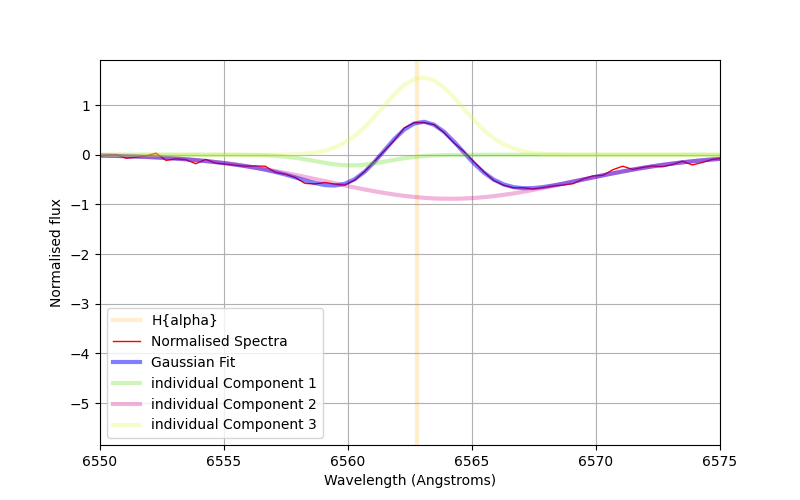 1
0
−1
−2
−3
−4
−5
Normalised flux
H{alpha}
Normalised Spectra
Gaussian Fit
individual Component 1
individual Component 2
individual Component 3
6550 6555 6560 6565 6570 6575
Wavelength (Angstroms)